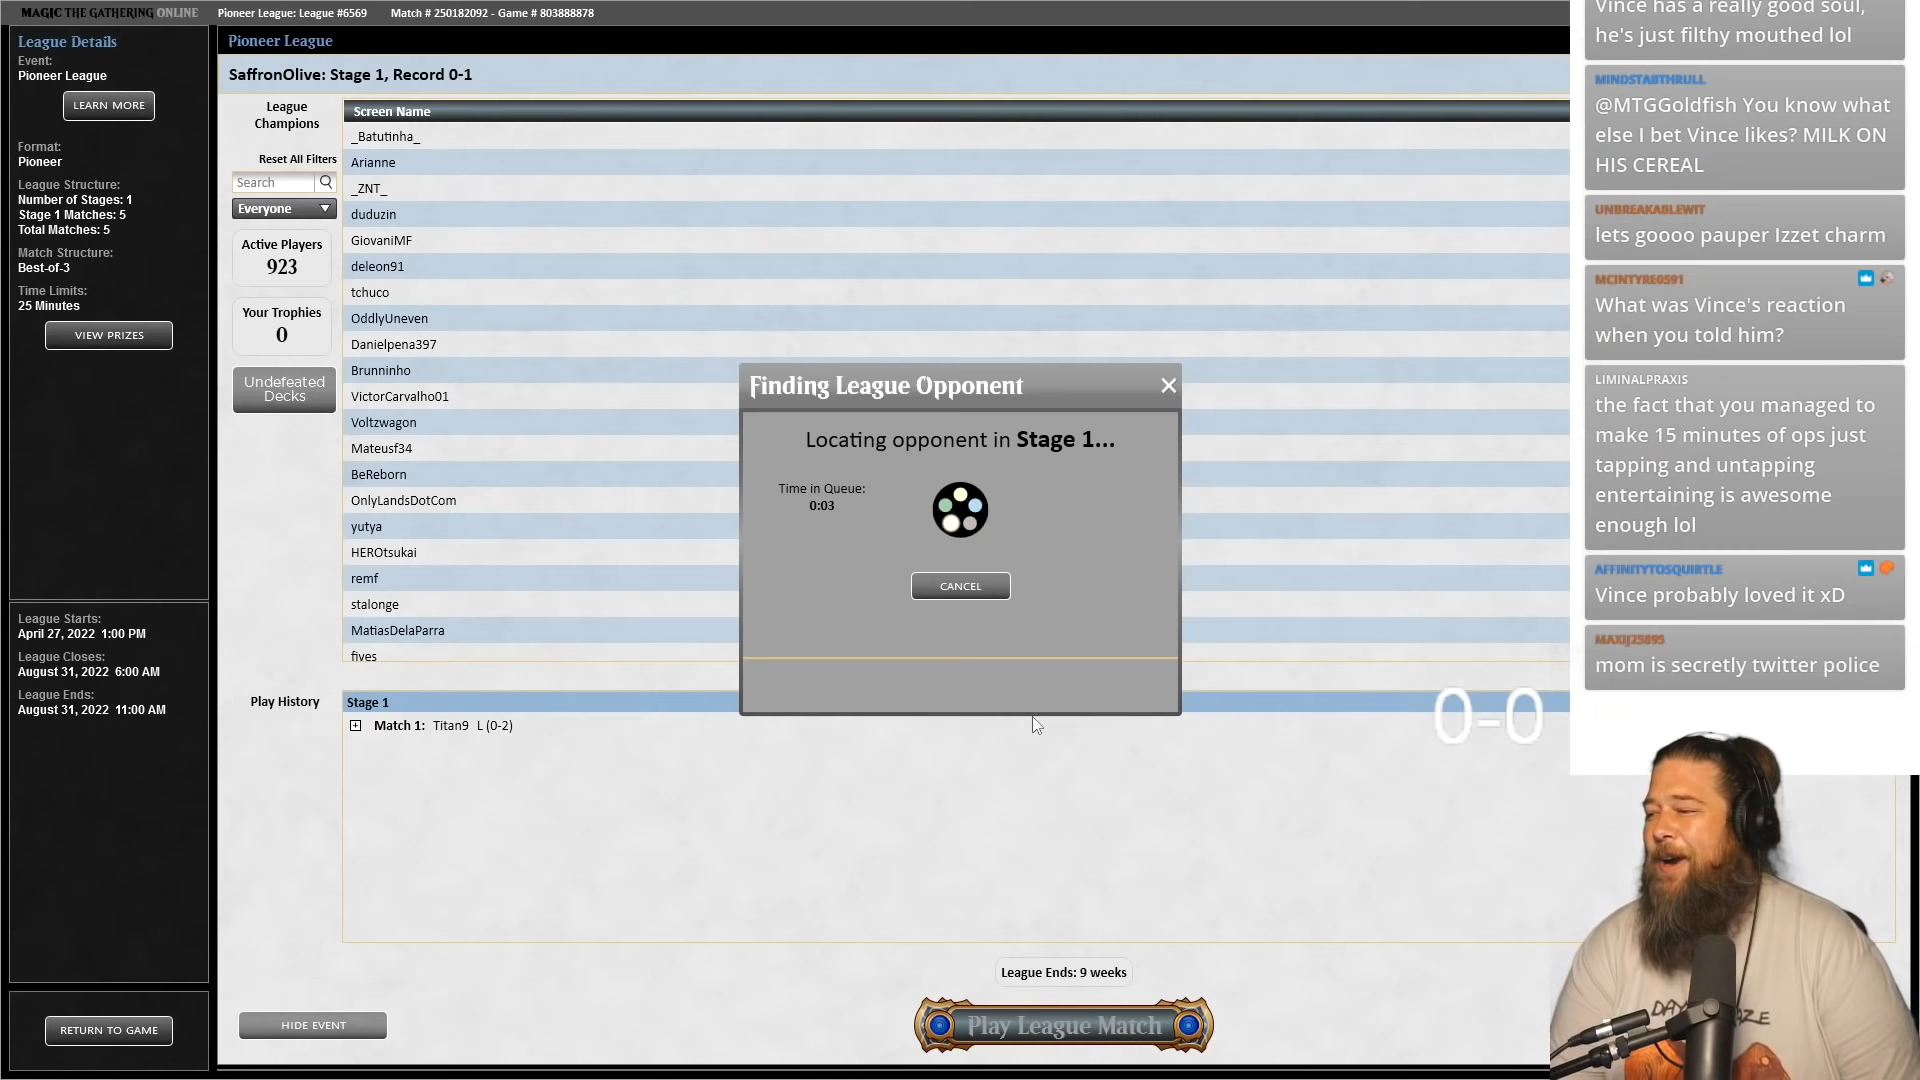 MAGIC THE GATHERING ONLINE
Pioneer League: League #6569
Match # 250182092 - Game # 803888878
League Details
Event:
Pioneer League
LEARN MORE
Format:
Pioneer
League Structure:
Number of Stages: 1
Stage 1 Matches: 5
Total Matches: 5
Match Structure:
Best-of-3
Time Limits:
25 Minutes
VIEW PRIZES
League Starts:
April 27, 2022 1:00 PM
League Closes:
August 31, 2022 6:00 AM
League Ends:
August 31, 2022 11:00 AM
RETURN TO GAME
Pioneer League
SaffronOlive: Stage 1, Record 0-1
League
Champions
Reset All Filters
Search
Everyone
Active Players
923
Your Trophies
0
Undefeated
Decks
Screen Name
_Batutinha_
Arianne
_ZNT_
duduzin
GiovaniMF
deleon91
tchuco
OddlyUneven
Danielpena397
Brunninho
VictorCarvalho01
Voltzwagon
Mateusf34
BeReborn
OnlyLandsDotCom
yutya
HEROtsukai
remf
stalonge
MatiasDelaParra
fives
Finding League Opponent
Locating opponent in Stage 1...
Time in Queue:
0:03
CANCEL
Play History
Stage 1
Match 1: Titan9 L (0-2)
League Ends: 9 weeks
HIDE EVENT
Play League Match
0-0
Vince has a really good soul,
he's just filthy mouthed lol
MINDSTABTHRULL
@MTGGoldfish You know what
else I bet Vince likes? MILK ON
HIS CEREAL
UNBREAKABLEWIT
lets goooo pauper Izzet charm
MCINTYRE0591
What was Vince's reaction
when you told him?
LIMINALPRAXIS
the fact that you managed to
make 15 minutes of ops just
tapping and untapping
entertaining is awesome
enough lol
AFFINITYTOSQUIRTLE
Vince probably loved it xD
MAXIJ25895
mom is secretly twitter police